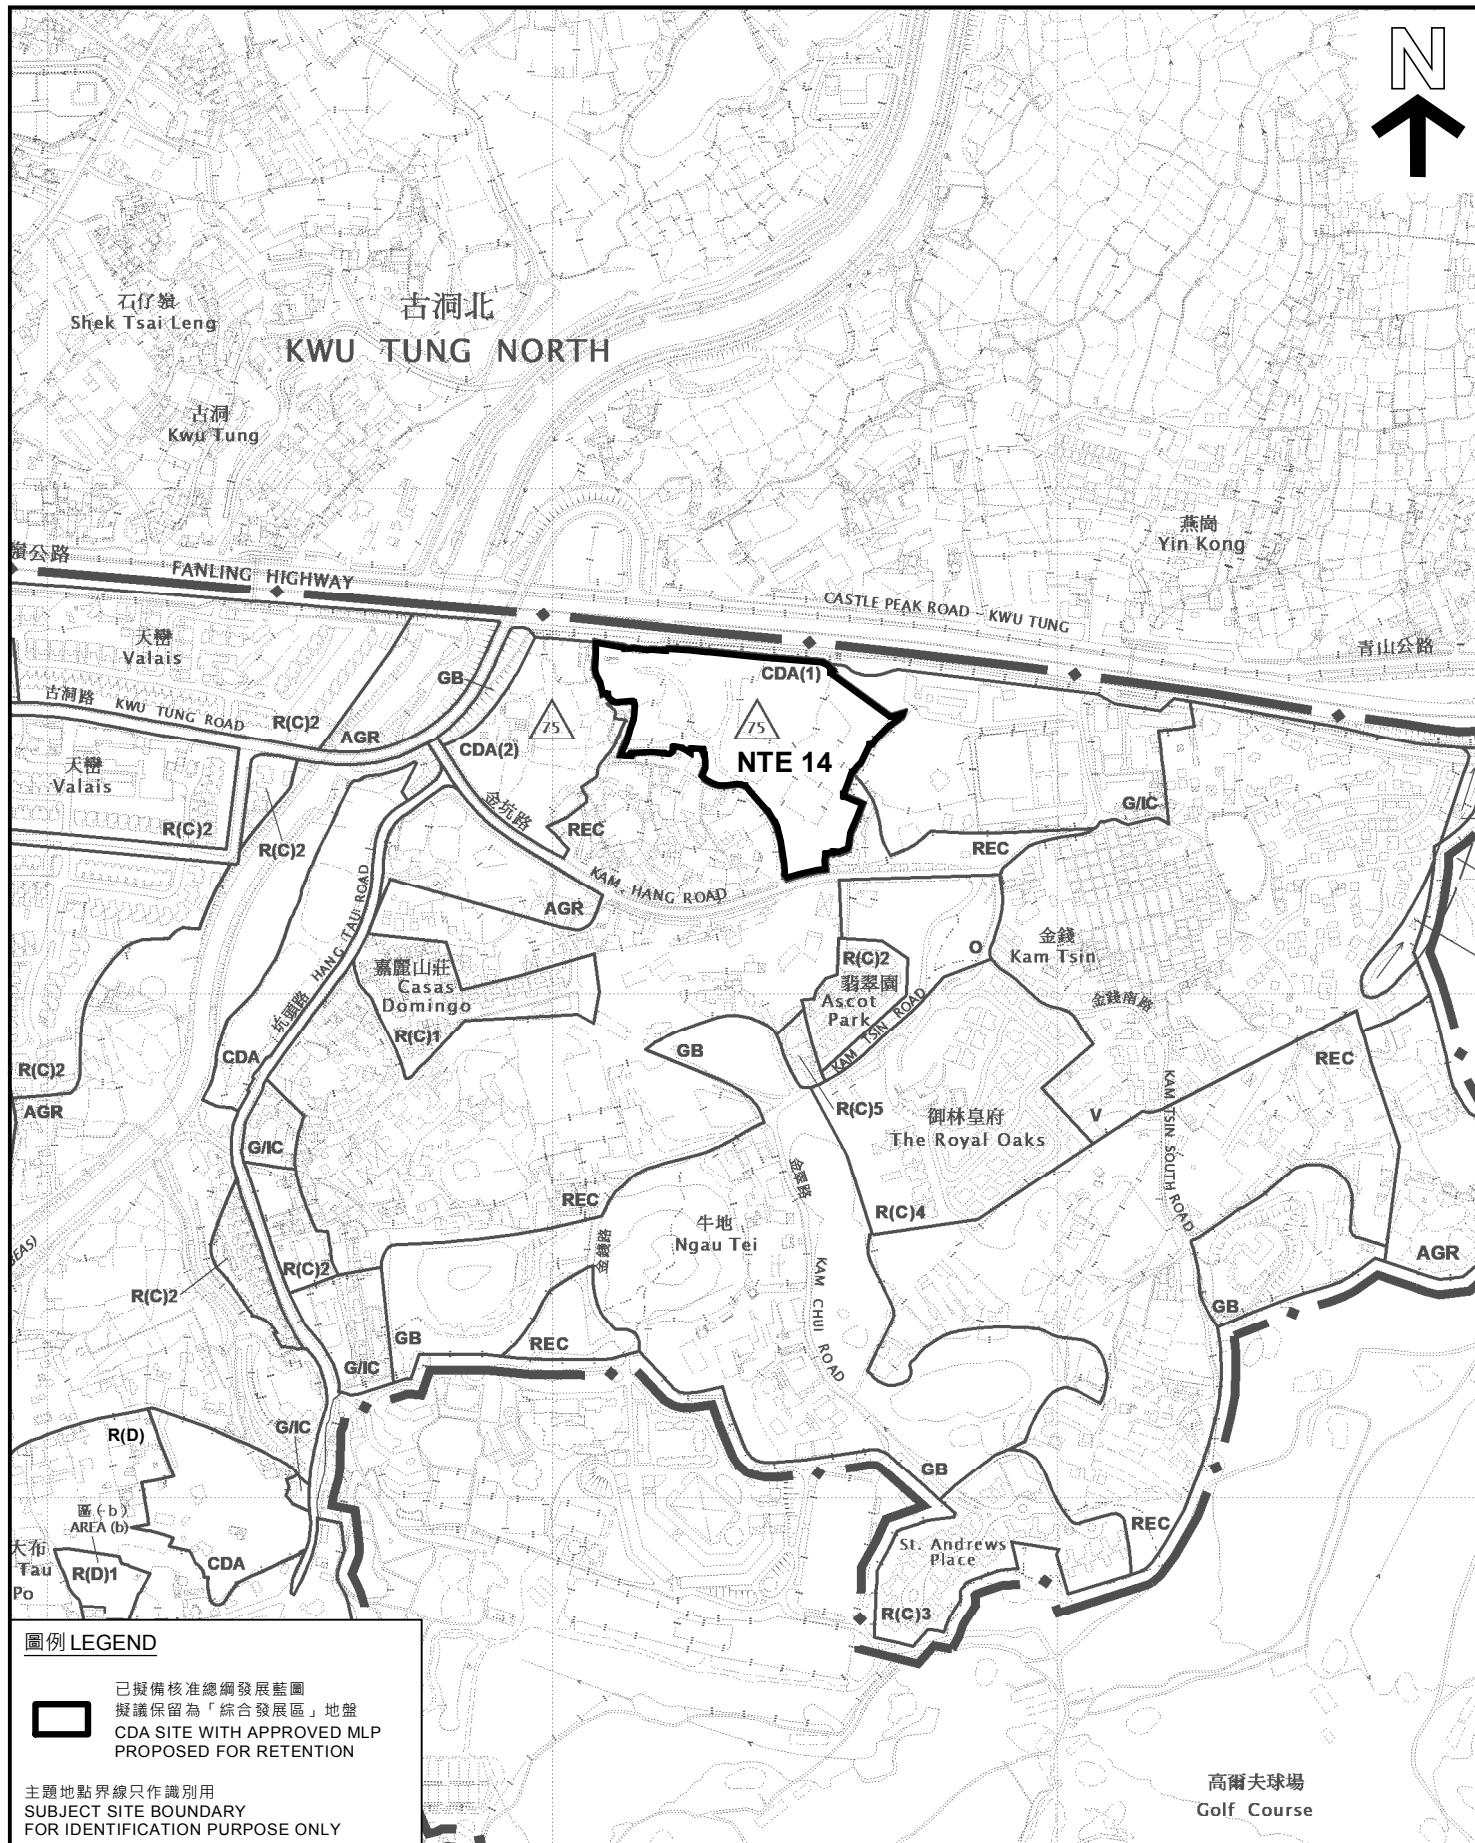 N
石仔嶺
Shek Tsai Leng
古洞北
KWU TUNG NORTH
古洞
Kwu Tung
燕崗
Yin Kong
嶺公路
FANLING HIGHWAY
CASTLE PEAK ROAD - KWU TUNG
青山公路
天巒
Valais
古洞路 KWU TUNG ROAD
R(C)2
AGR
GB
CDA(2)
75
CDA(1)
75
NTE 14
天巒
Valais
R(C)2
R(C)2
金坑路
REC
KAM HANG ROAD
G/IC
REC
AGR
坑頭路 HANG TAU ROAD
嘉麗山莊
Casas
Domingo
R(C)1
R(C)2
翡翠園
Ascot
Park
O
金錢
Kam Tsin
金錢南路
KAM TSIN ROAD
CDA
R(C)2
AGR
GB
REC
R(C)5
御林皇府
The Royal Oaks
V
KAM TSIN SOUTH ROAD
G/IC
REC
金翠路
R(C)4
牛地
Ngau Tei
金錢路
KAM CHUI ROAD
BEAS)
R(C)2
R(C)2
AGR
GB
GB
REC
G/IC
G/IC
R(D)
GB
區(b)
AREA (b)
REC
St. Andrews
Place
大布
Tau
Po
R(D)1
CDA
R(C)3
圖例 LEGEND
已擬備核准總綱發展藍圖
擬議保留為「綜合發展區」地盤
CDA SITE WITH APPROVED MLP
PROPOSED FOR RETENTION
主題地點界線只作識別用
SUBJECT SITE BOUNDARY
FOR IDENTIFICATION PURPOSE ONLY
高爾夫球場
Golf Course